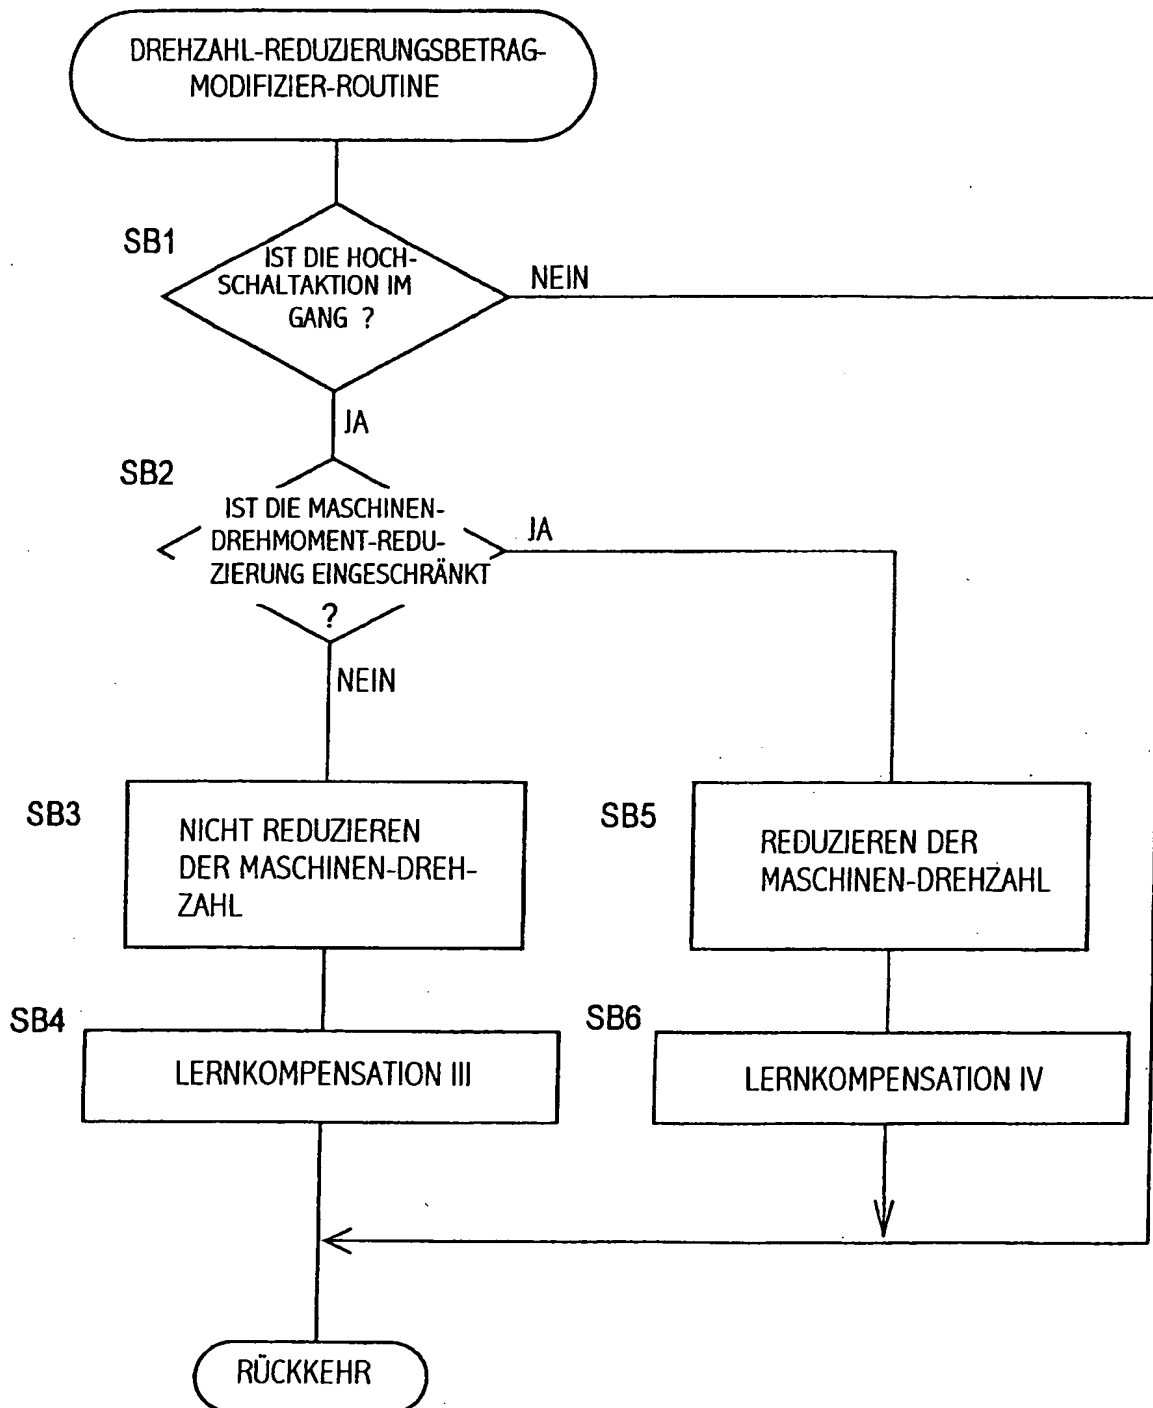 DREHZAHL-REDUZIERUNGSBETRAG-
MODIFIZIER-ROUTINE
SB1
IST DIE HOCH-
SCHALTAKTION IM
GANG ?
NEIN
JA
SB2
IST DIE MASCHINEN-
DREHMOMENT-REDU-
ZIERUNG EINGESCHRÄNKT
?
JA
NEIN
SB3
NICHT REDUZIEREN
DER MASCHINEN-DREH-
ZAHL
SB5
REDUZIEREN DER
MASCHINEN-DREHZAHL
SB4
LERNKOMPENSATION III
SB6
LERNKOMPENSATION IV
RÜCKKEHR